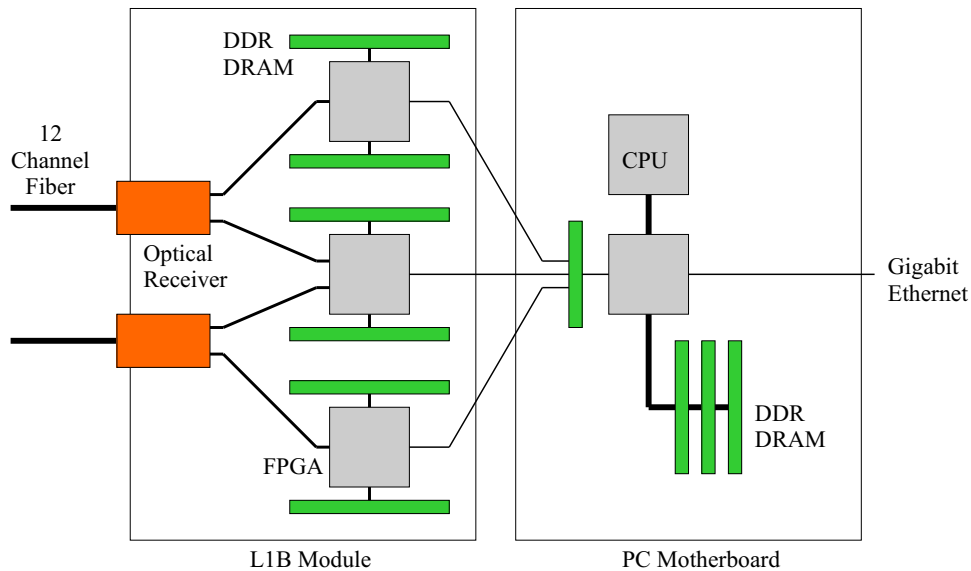 DDR
DRAM
12
Channel
Fiber
CPU
Optical
Receiver
Gigabit
Ethernet
DDR
DRAM
FPGA
L1B Module
PC Motherboard